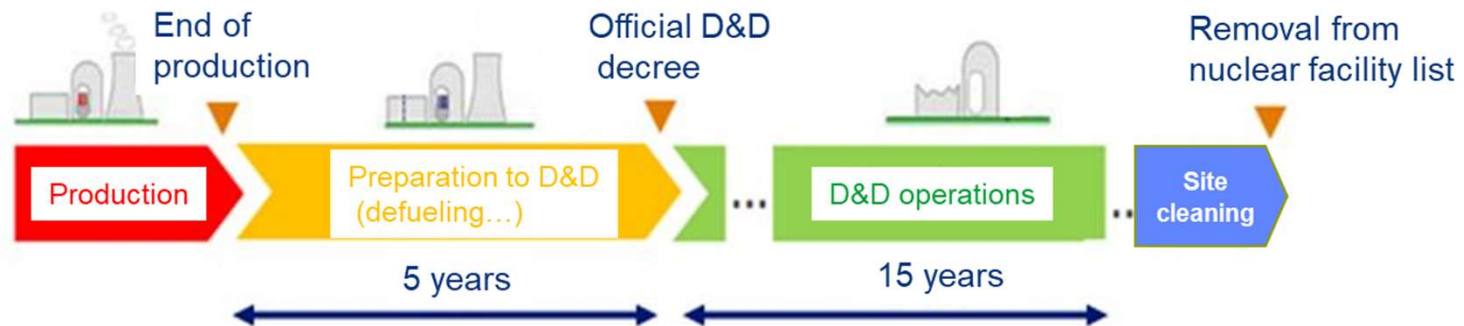 End of
production
Official D&D
decree
Removal from
nuclear facility list
Production
Preparation to D&D
(defueling...)
...
D&D operations
..
Site
cleaning
5 years
15 years